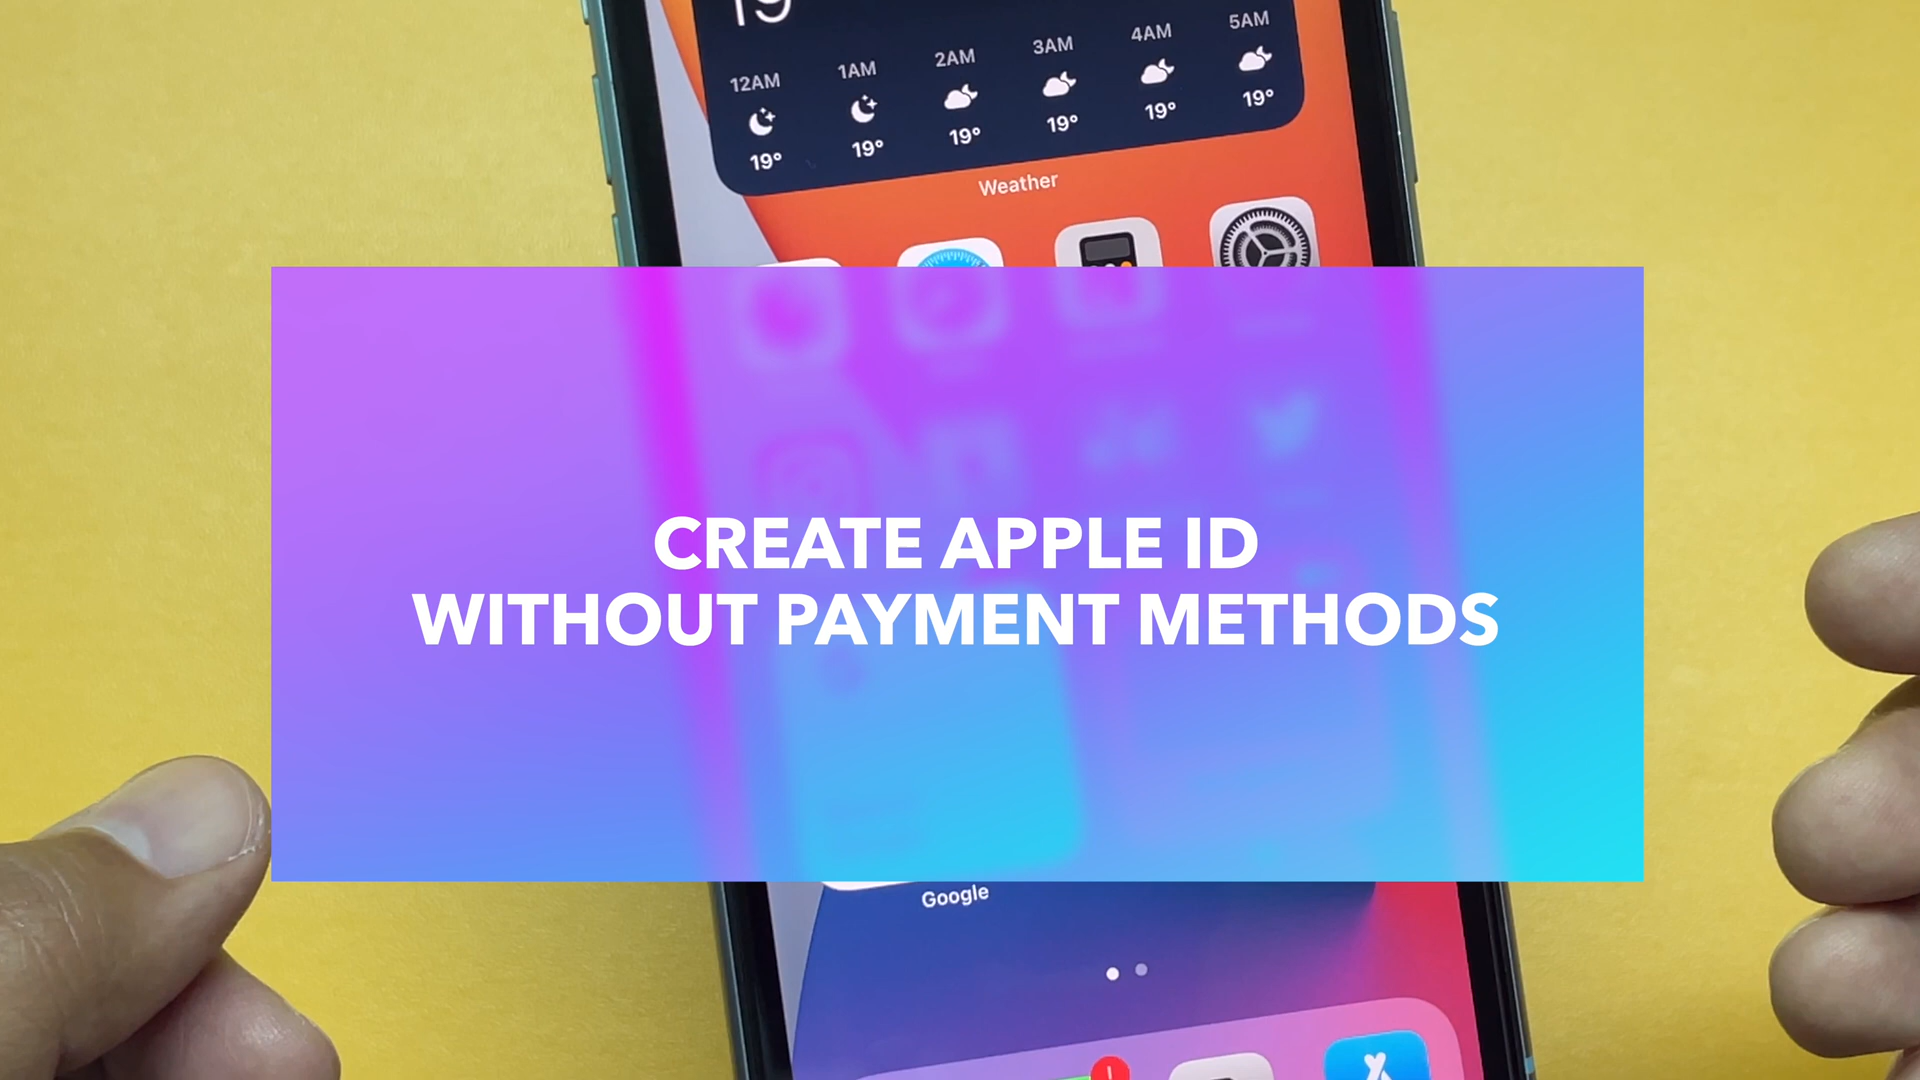 19
12AM 1AM 2AM 3AM 4AM 5AM
19° 19° 19° 19° 19° 19°
Weather
CREATE APPLE ID
WITHOUT PAYMENT METHODS
Google
!